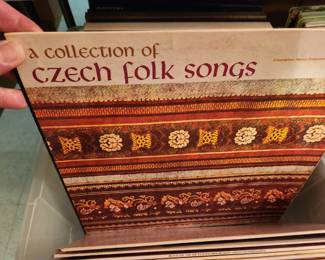 a collection of
czech folk songs